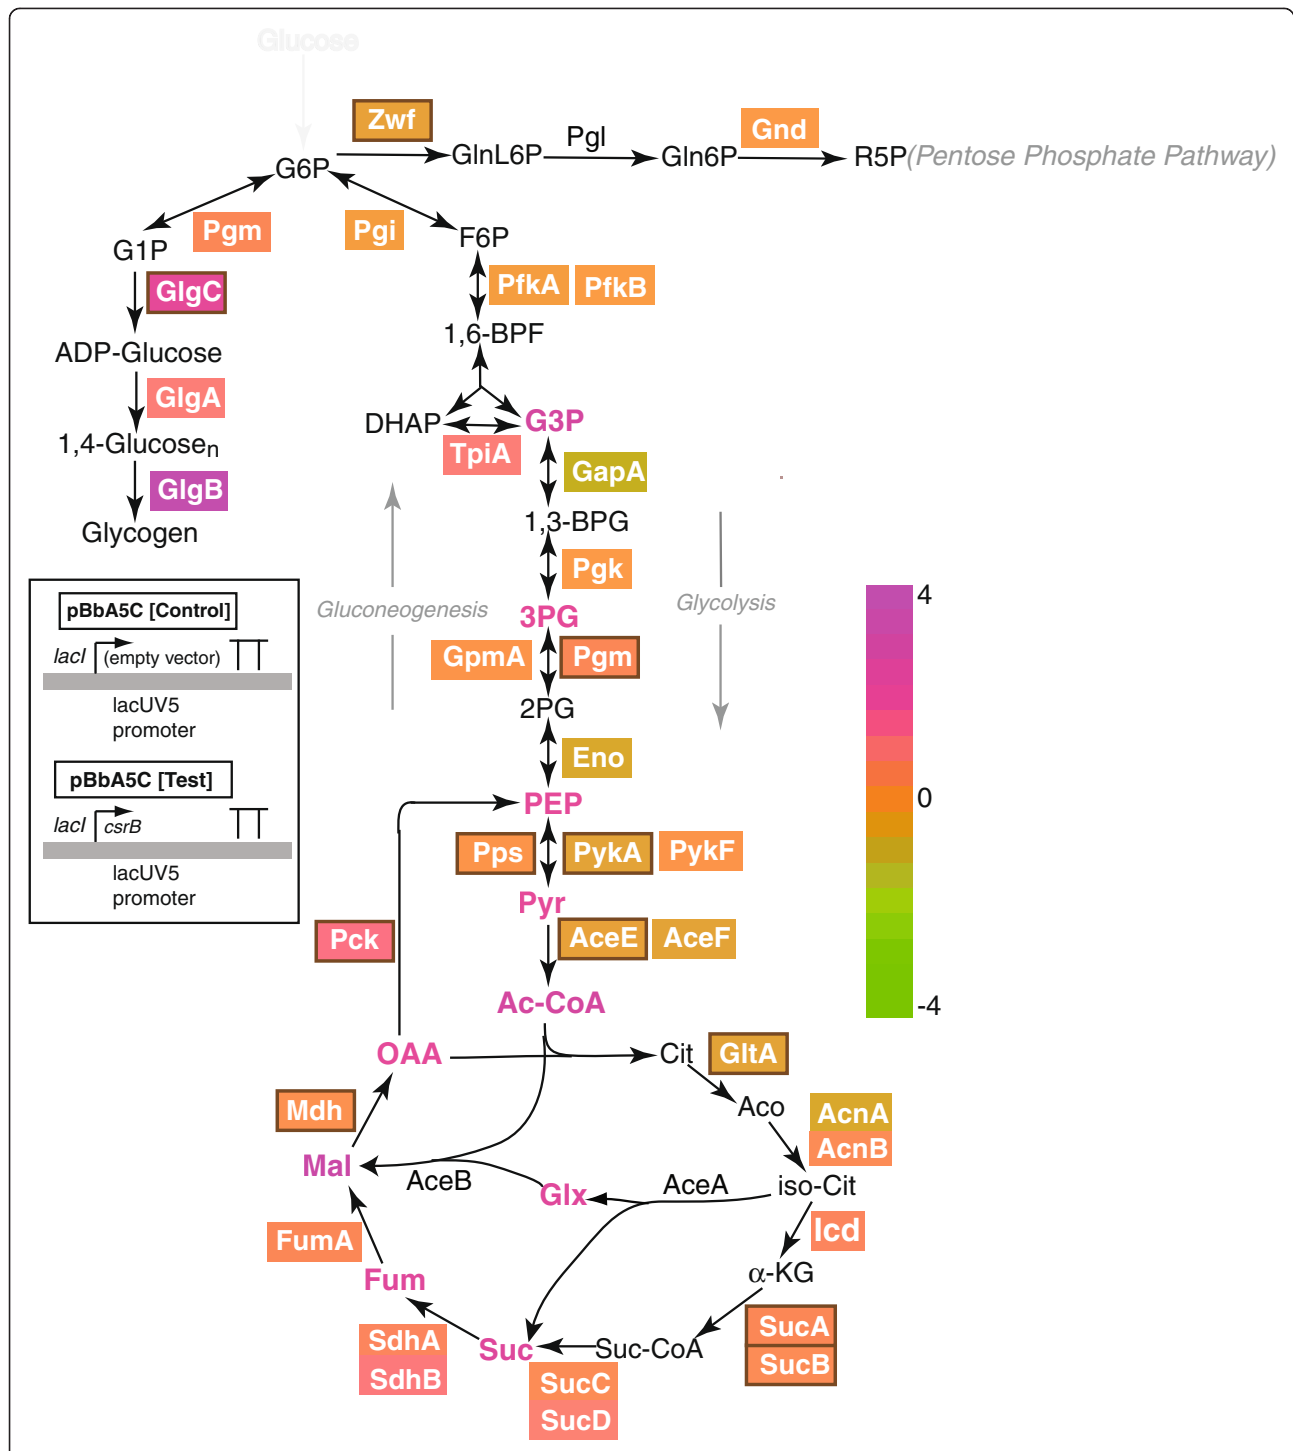 Glucose
Zwf
Pgl
Gnd
G6P
GlnL6P
Gln6P
R5P(Pentose Phosphate Pathway)
Pgm
Pgi
G1P
F6P
GlgC
PfkA
PfkB
1,6-BPF
ADP-Glucose
GlgA
DHAP
G3P
1,4-Glucosen
TpiA
GapA
GlgB
1,3-BPG
Glycogen
Pgk
Gluconeogenesis
3PG
Glycolysis
GpmA
Pgm
2PG
Eno
PEP
Pps
PykA
PykF
Pyr
Pck
AceE
AceF
Ac-CoA
OAA
Cit
GltA
Mdh
Aco
AcnA
AcnB
Mal
AceB
Glx
AceA
iso-Cit
FumA
Icd
Fum
α-KG
SdhA
SdhB
Suc
Suc-CoA
SucA
SucB
SucC
SucD
pBbA5C [Control]
lacI
(empty vector)
lacUV5
promoter
pBbA5C [Test]
lacI
csrB
lacUV5
promoter
4
0
-4